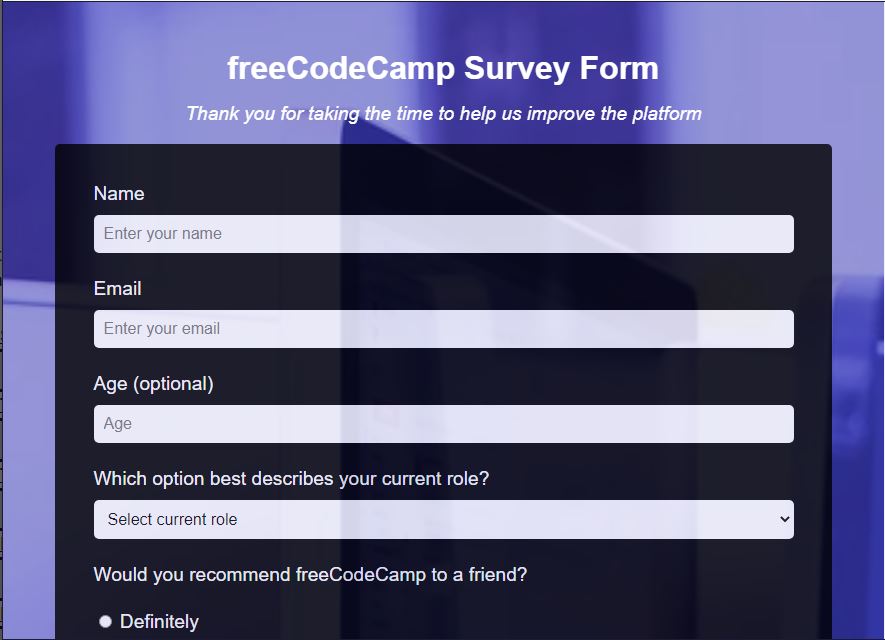 freeCodeCamp Survey Form
Thank you for taking the time to help us improve the platform
Name
Enter your name
Email
Enter your email
Age (optional)
Age
Which option best describes your current role?
Select current role
Would you recommend freeCodeCamp to a friend?
Definitely